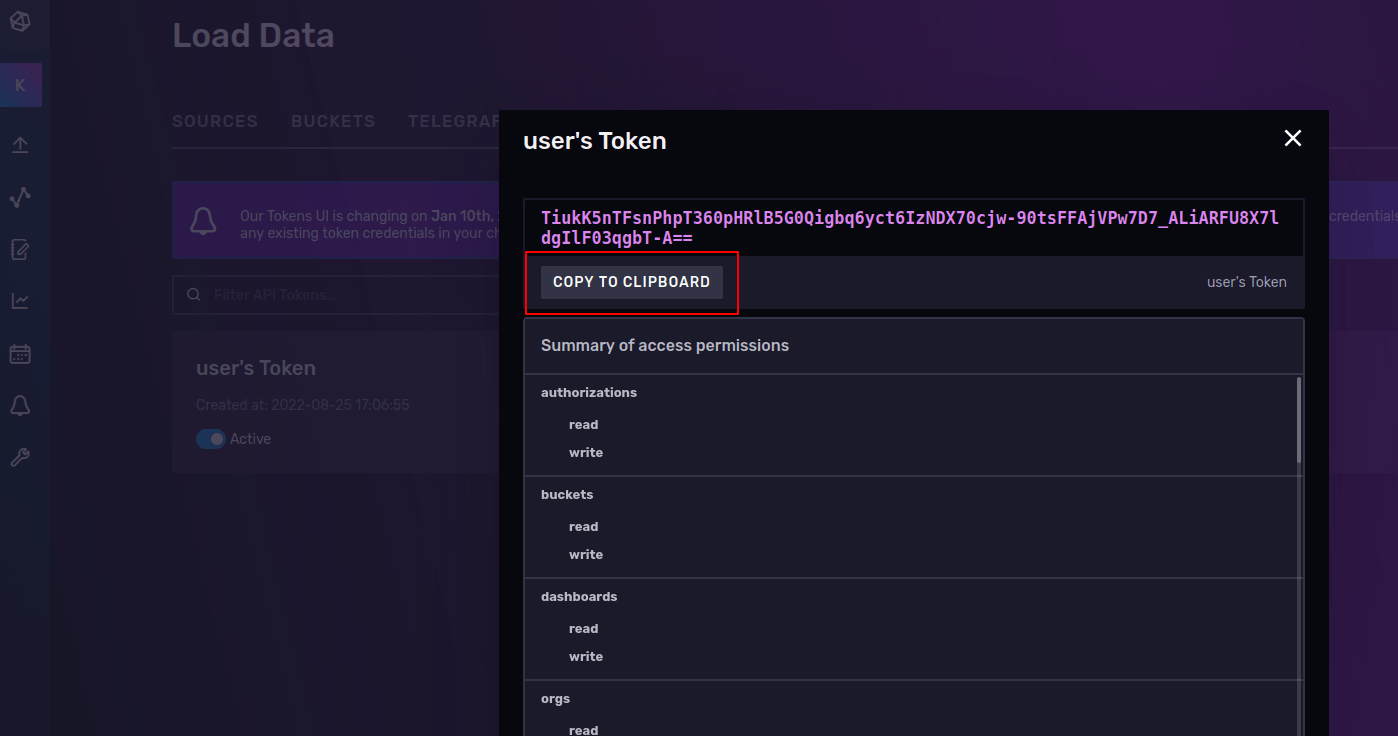 Load Data
K
SOURCES BUCKETS TELEGRAF
Our Tokens UI is changing on Jan 10th,
any existing token credentials in your
credentials
Filter API Tokens...
user's Token
Created at: 2022-08-25 17:06:55
Active
user's Token
TiukK5nTFsnPhpT360pHRlB5G0Qigbq6yct6IzNDX70cjw-90tsFFAjVPw7D7_ALiARFU8X7l
dgIlF03qgbT-A==
COPY TO CLIPBOARD
user's Token
Summary of access permissions
authorizations
read
write
buckets
read
write
dashboards
read
write
orgs
read